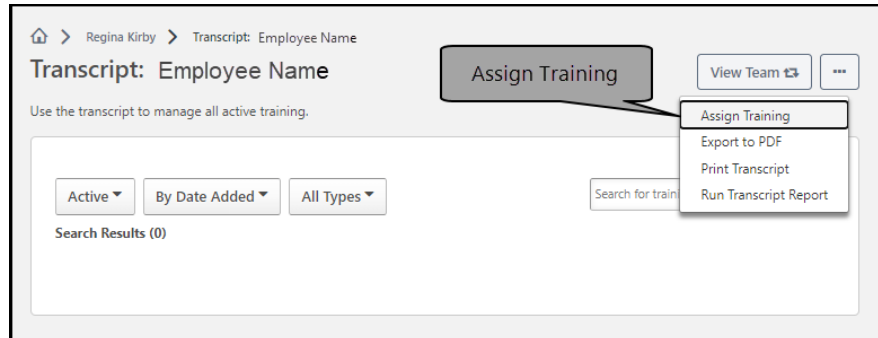 Regina Kirby Transcript: Employee Name
Transcript: Employee Name
Assign Training
View Team
Use the transcript to manage all active training.
Assign Training
Export to PDF
Print Transcript
Run Transcript Report
Active
By Date Added
All Types
Search for
Search Results (0)